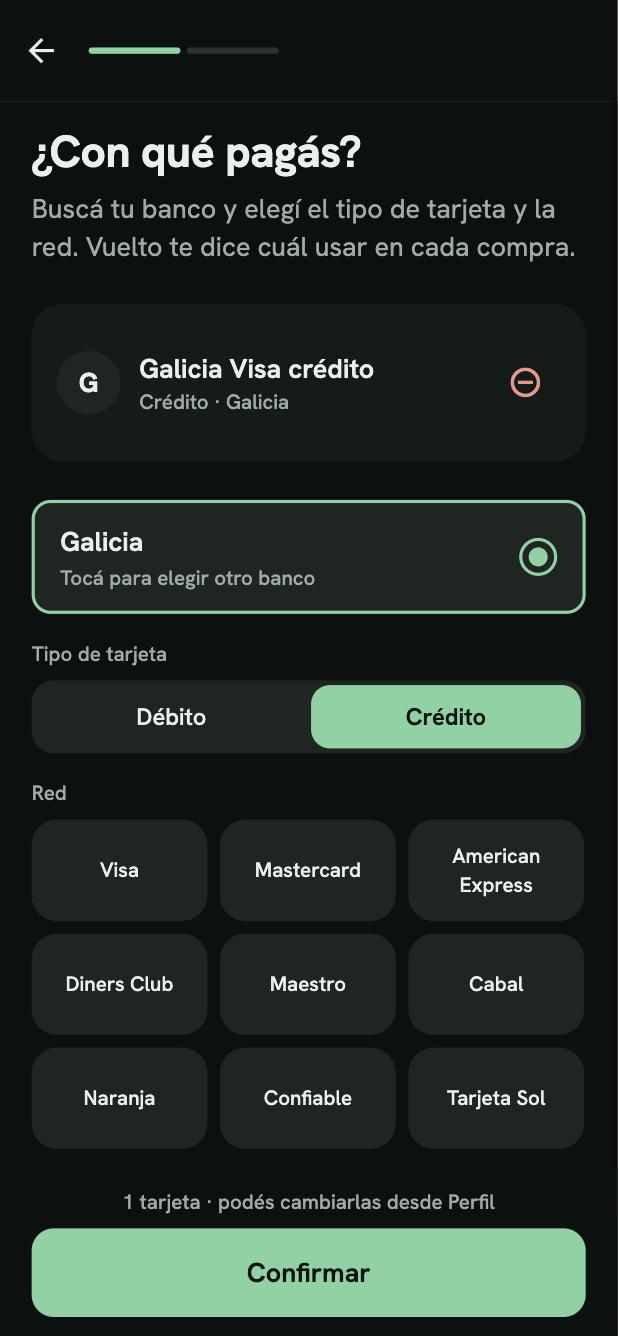 ¿Con qué pagás?
Buscá tu banco y elegí el tipo de tarjeta y la
red. Vuelto te dice cuál usar en cada compra.
G
Galicia Visa crédito
Crédito · Galicia
Galicia
Tocá para elegir otro banco
Tipo de tarjeta
Débito
Crédito
Red
Visa
Mastercard
American
Express
Diners Club
Maestro
Cabal
Naranja
Confiable
Tarjeta Sol
1 tarjeta · podés cambiarlas desde Perfil
Confirmar